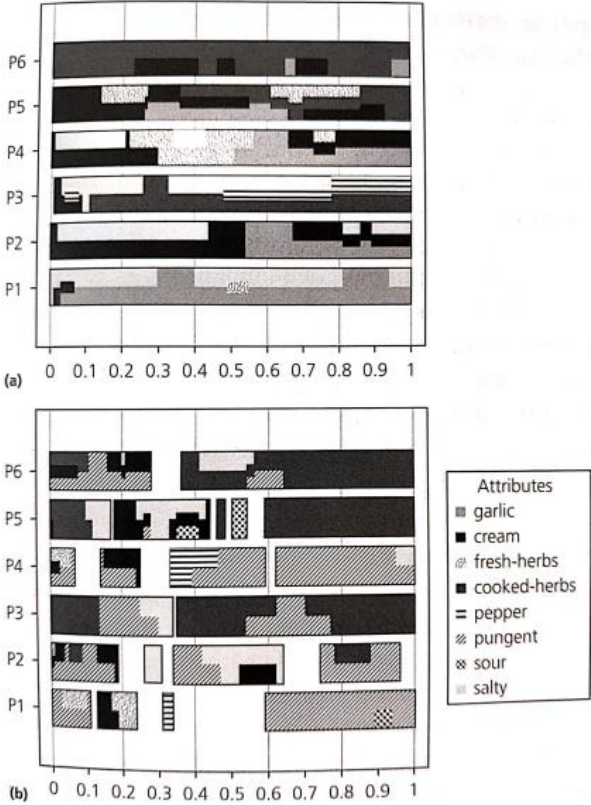 P6
P5
P4
P3
P2
P1
(a)
0 0.1 0.2 0.3 0.4 0.5 0.6 0.7 0.8 0.9 1
P6
P5
P4
P3
P2
P1
Attributes
garlic
cream
fresh-herbs
cooked-herbs
pepper
pungent
sour
salty
(b)
0 0.1 0.2 0.3 0.4 0.5 0.6 0.7 0.8 0.9 1